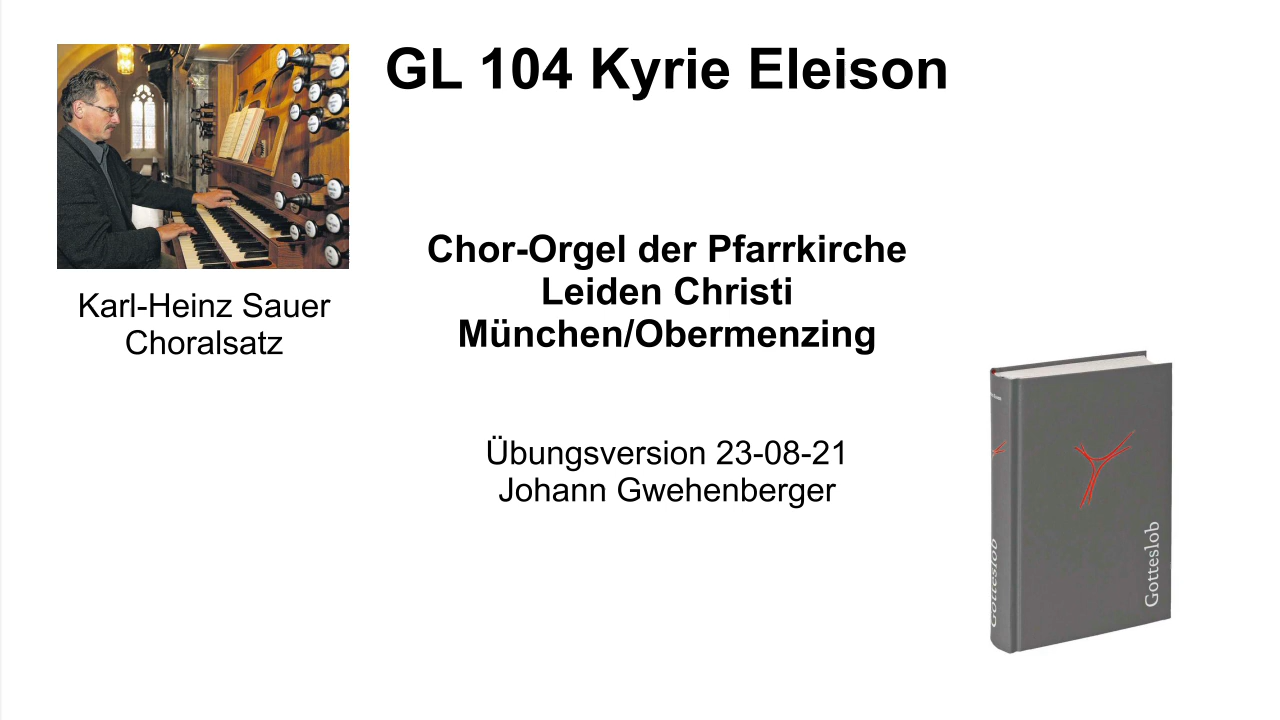 GL 104 Kyrie Eleison
Karl-Heinz Sauer
Choralsatz
Chor-Orgel der Pfarrkirche
Leiden Christi
München/Obermenzing
Übungsversion 23-08-21
Johann Gwehenberger
Gotteslob
Gotteslob